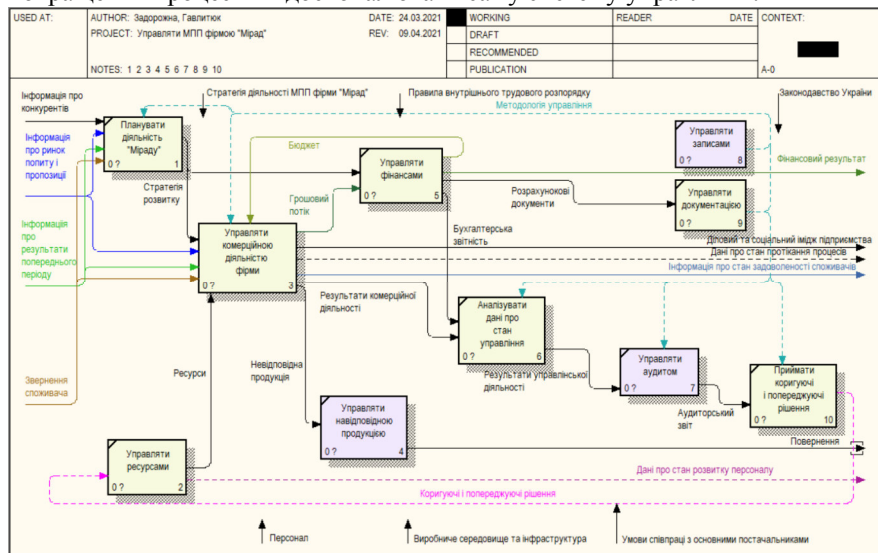 USED AT:
AUTHOR: Задорожна, Гавлитюк
DATE: 24.03.2021
PROJECT: Управляти МПП фірмою "Мірад"
REV: 09.04.2021
NOTES: 1 2 3 4 5 6 7 8 9 10
WORKING
DRAFT
RECOMMENDED
PUBLICATION
READER
DATE
CONTEXT:
A-0
Інформація про
конкурентів
Стратегія діяльності МПП фірми "Мірад"
Правила внутрішнього трудового розпорядку
Методологія управління
Законодавство України
Планувати
діяльність
"Міраду"
0 ?
1
Інформація
про ринок
попиту і
пропозиції
Бюджет
Управляти
фінансами
0 ?
5
Управляти
записами
0 ?
8
Фінансовий результат
Стратегія
розвитку
Грошовий
потік
Розрахункові
документи
Управляти
документацією
0 ?
9
Інформація
про
результати
попереднього
періоду
Управляти
комерційною
діяльністю
фірми
0 ?
3
Бухгалтерська
звітність
Діловий та соціальний імідж підприємства
Дані про стан протікання процесів
Інформація про стан задоволеності споживачів
Результати комерційної
діяльності
Аналізувати
дані про
стан
управління
0 ?
6
Звернення
споживача
Ресурси
Невідповідна
продукція
Результати управлінської
діяльності
Управляти
аудитом
0 ?
7
Приймати
коригуючі
і попереджуючі
рішення
0 ?
10
Управляти
навідповідною
продукцією
0 ?
4
Аудиторський
звіт
Повернення
Управляти
ресурсами
0 ?
2
Дані про стан розвитку персоналу
Коригуючі і попереджуючі рішення
Персонал
Виробниче середовище та інфраструктура
Умови співпраці з основними постачальниками